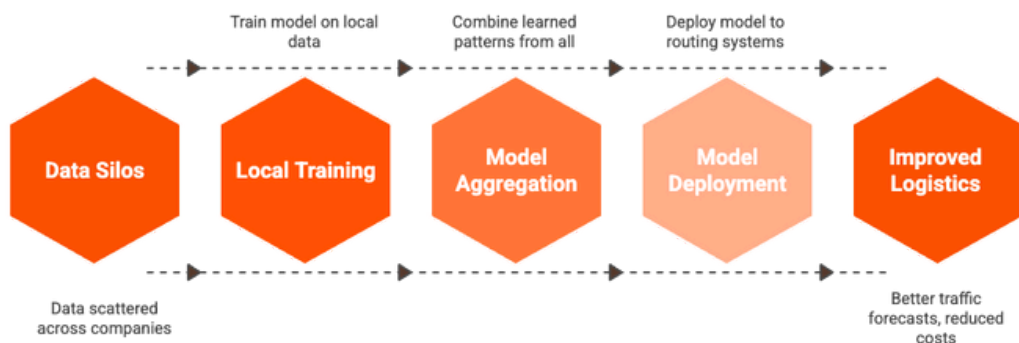 Train model on local
data
Combine learned
patterns from all
Deploy model to
routing systems
Data Silos
Local Training
Model
Aggregation
Model
Deployment
Improved
Logistics
Data scattered
across companies
Better traffic
forecasts, reduced
costs